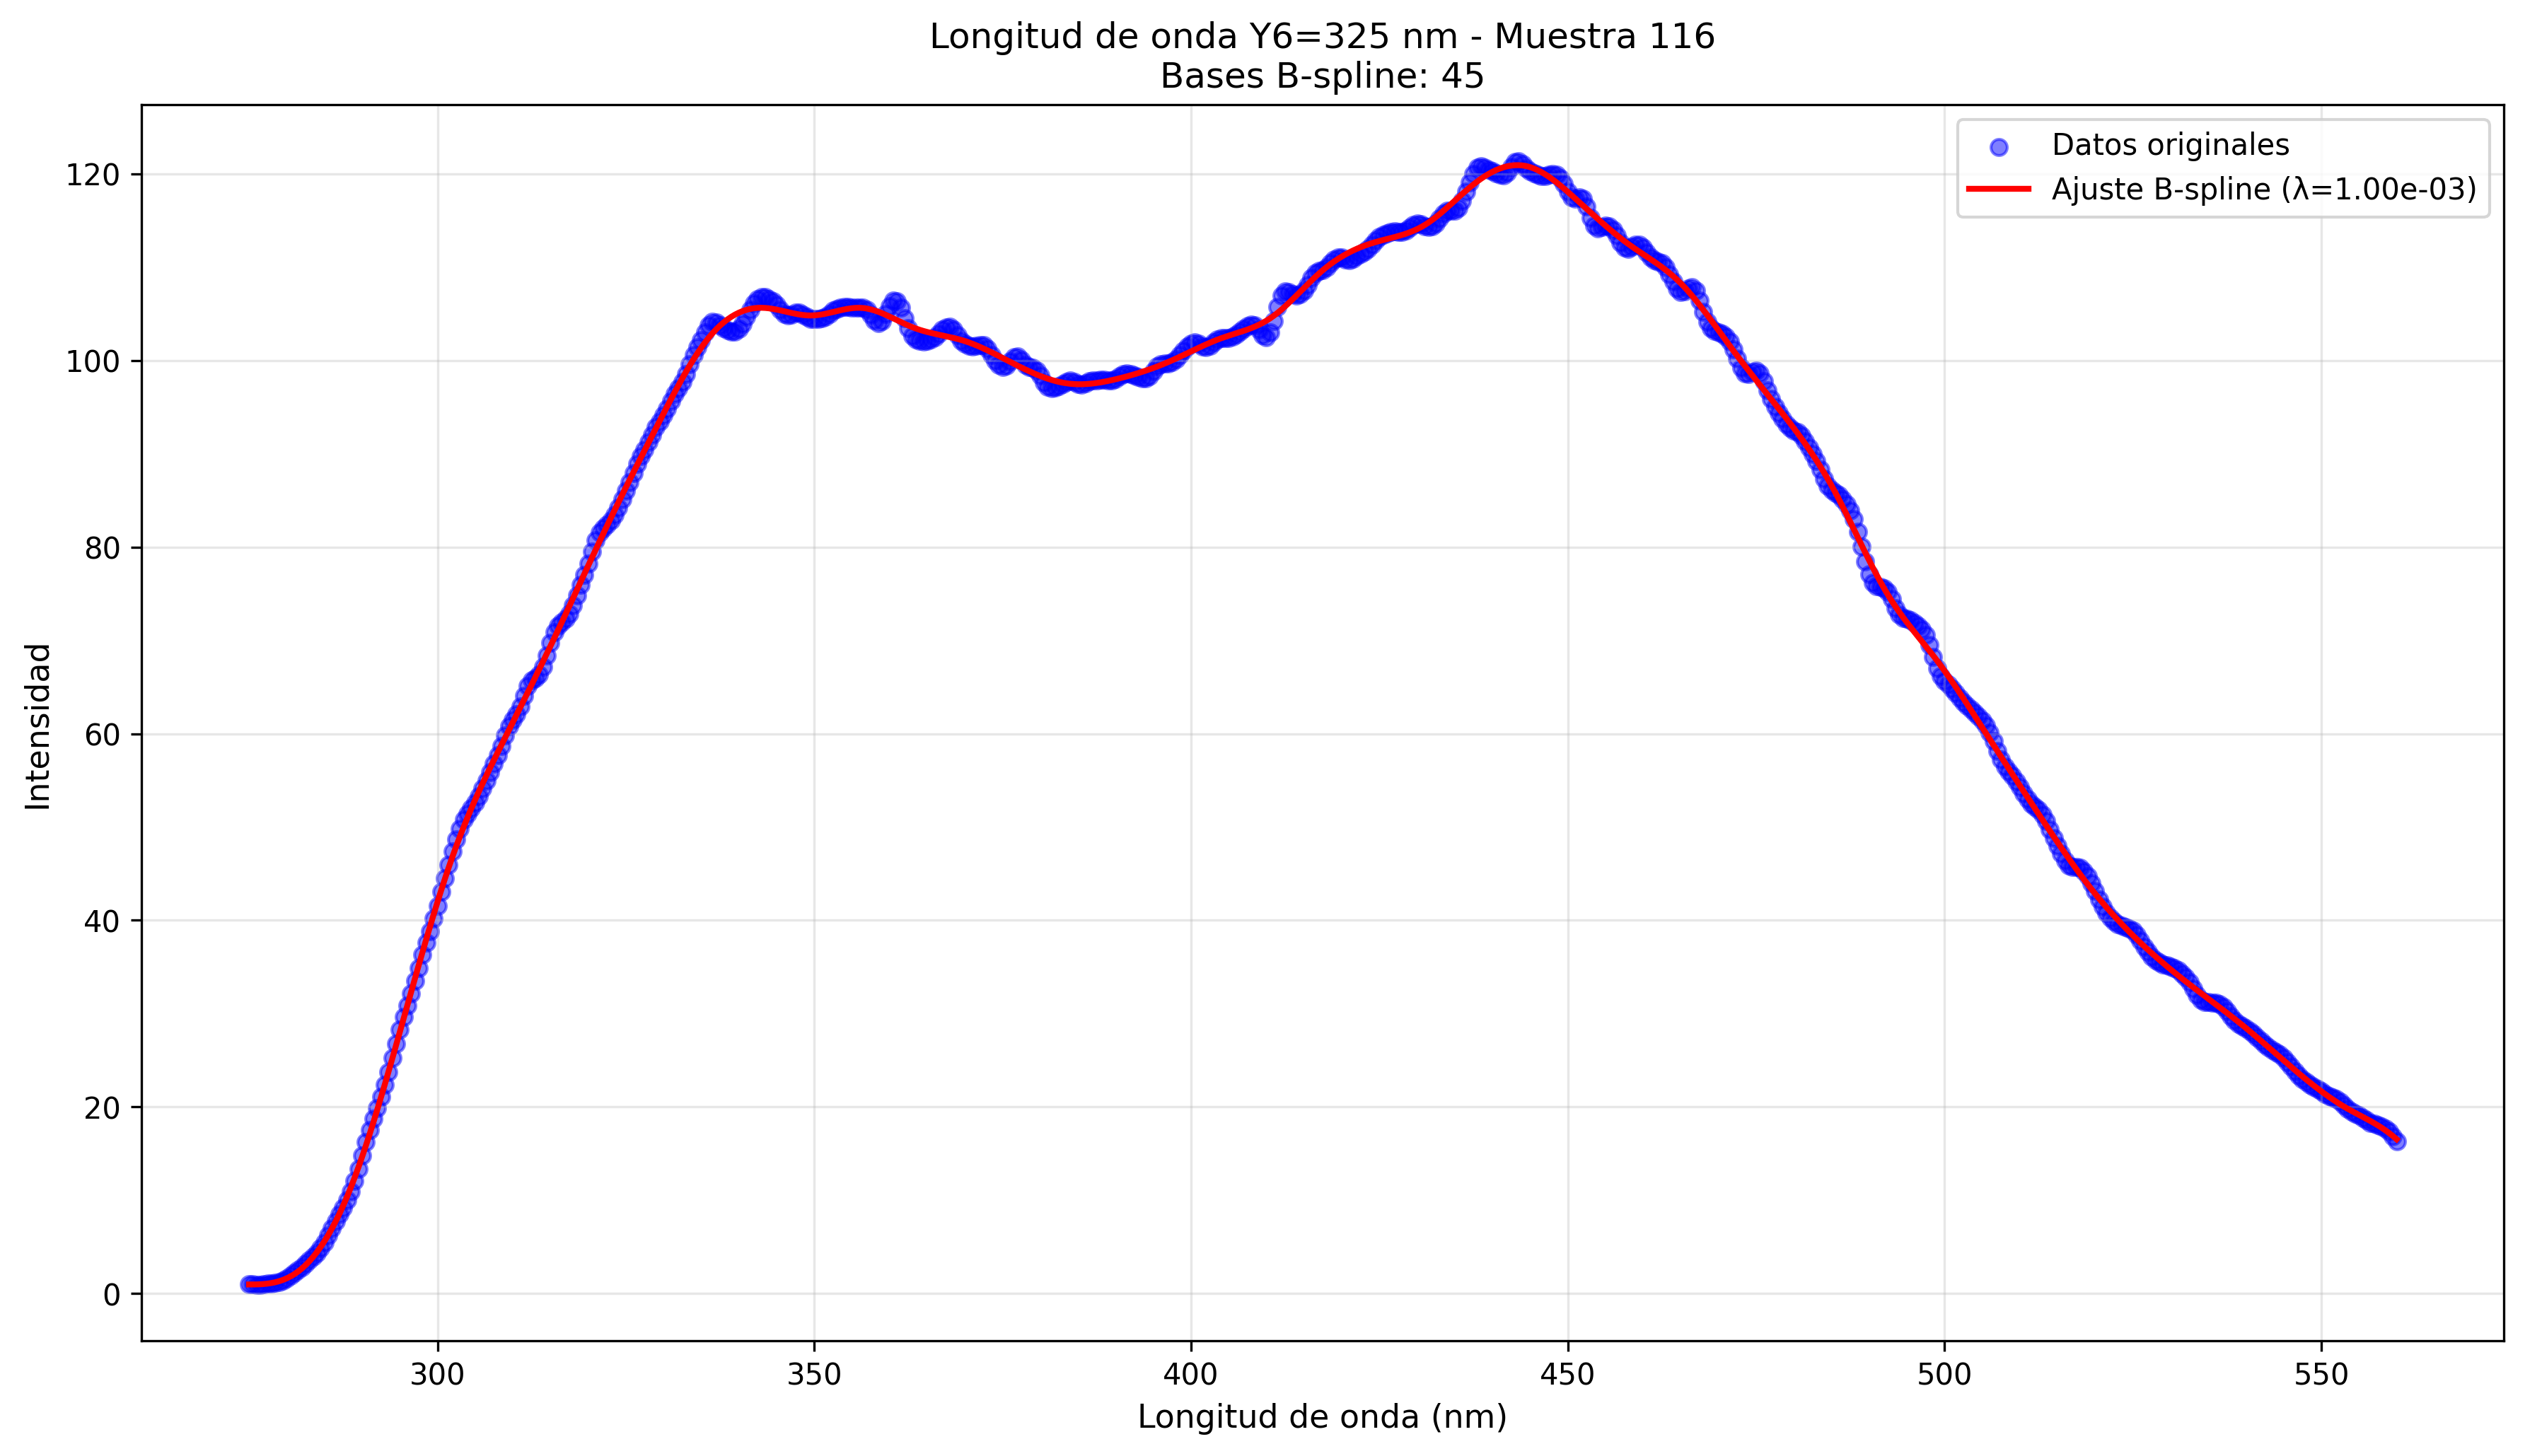 Longitud de onda Y6=325 nm - Muestra 116
Bases B-spline: 45
Datos originales
Ajuste B-spline (λ=1.00e-03)
Intensidad
120
100
80
60
40
20
0
300 350 400 450 500 550
Longitud de onda (nm)